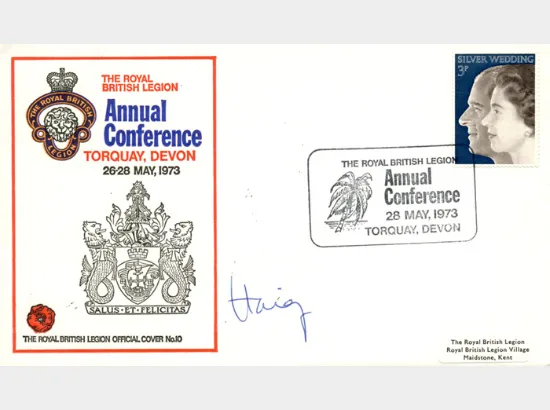 THE ROYAL
BRITISH LEGION
Annual
Conference
TORQUAY, DEVON
26-28 MAY, 1973
THE ROYAL BRITISH
LEGION
SALUS·ET·FELICITAS
THE ROYAL BRITISH LEGION OFFICIAL COVER No.10
SILVER WEDDING
3P
THE ROYAL BRITISH LEGION
Annual
Conference
28 MAY, 1973
TORQUAY, DEVON
Haig
The Royal British Legion
Royal British Legion Village
Maidstone, Kent